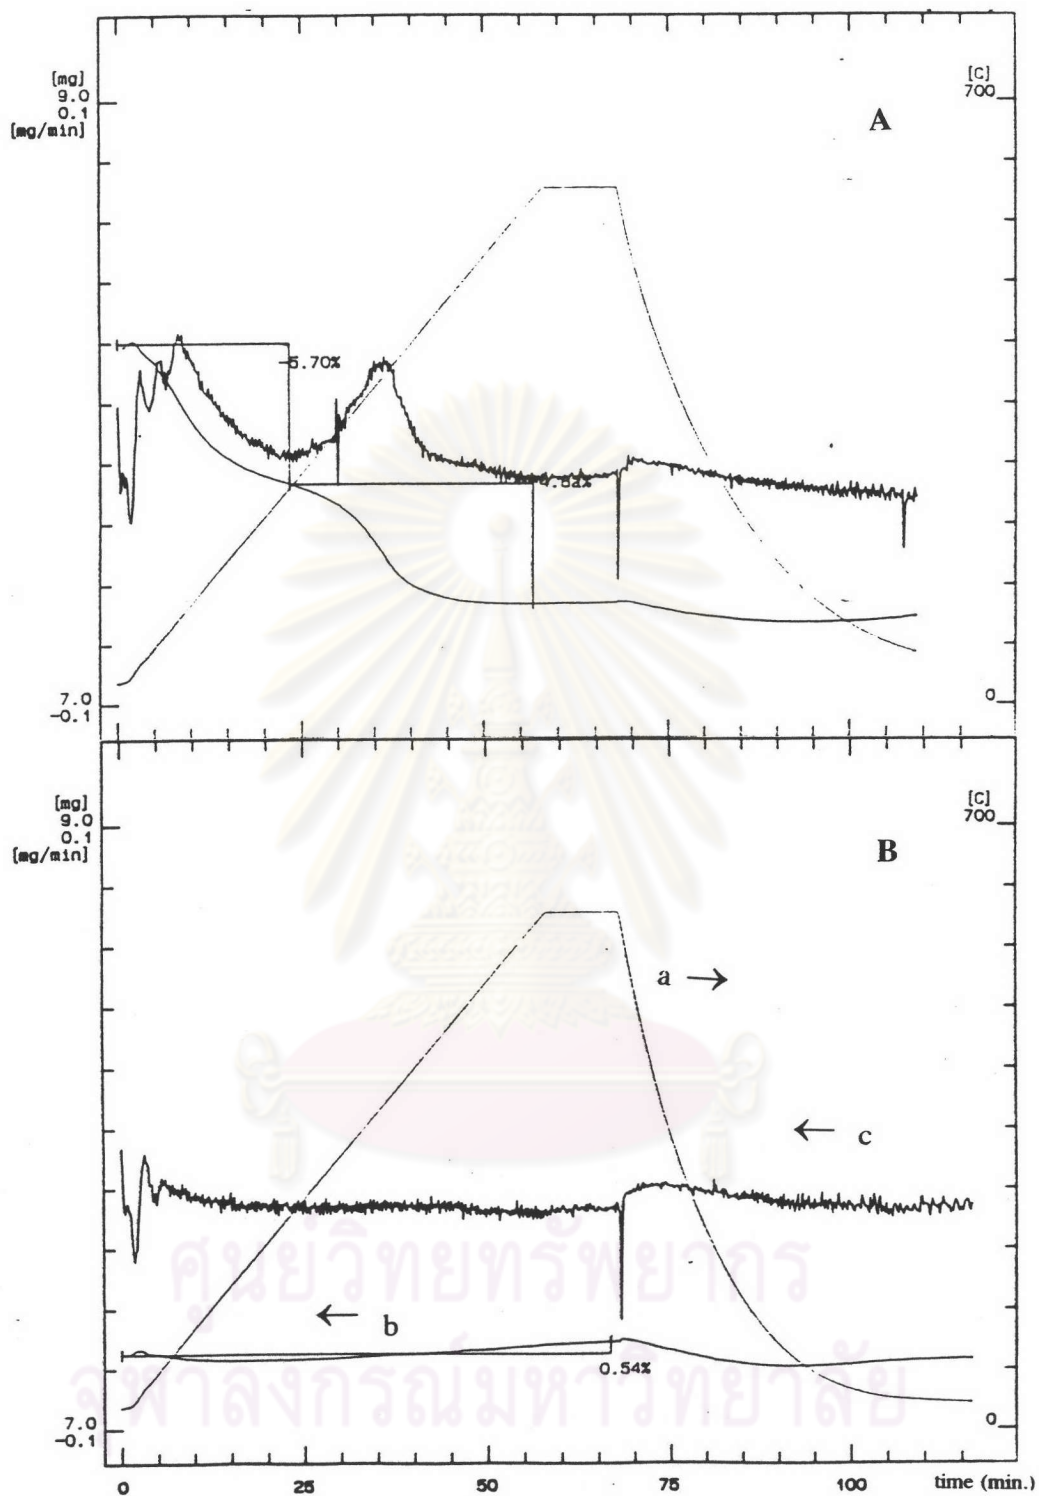 [mg]
9.0
0.1
[mg/min]
[C]
700
A
-5.70%
7.0
-0.1
0
[mg]
9.0
0.1
[mg/min]
[C]
700
B
a →
← c
← b
0.54%
ศูนย์วิทยทรัพยากร
จุฬาลงกรณ์มหาวิทยาลัย
7.0
-0.1
0
0 25 50 75 100 time (min.)